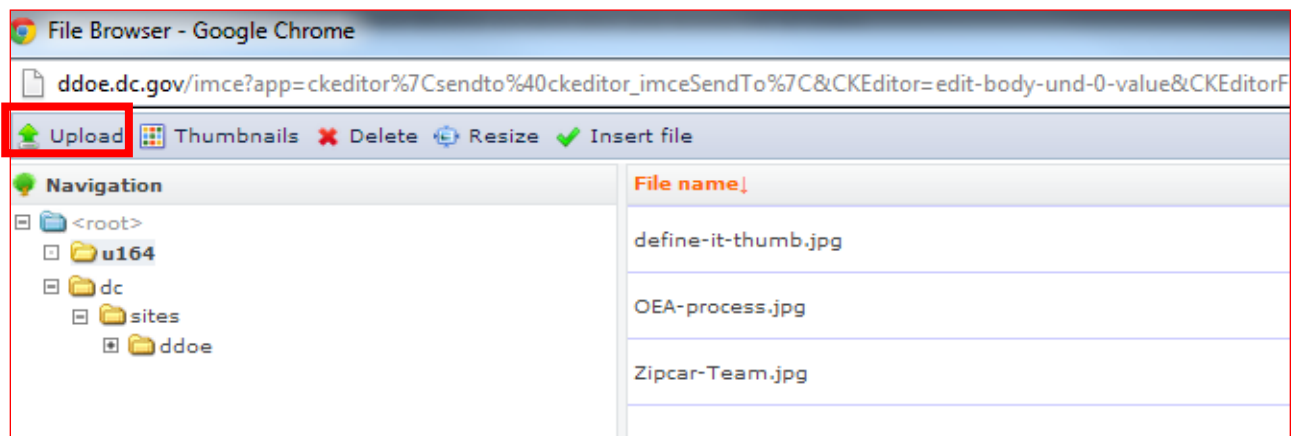 File Browser - Google Chrome
ddoe.dc.gov/imce?app=ckeditor%7Csendto%40ckeditor_imceSendTo%7C&CKEditor=edit-body-und-0-value&CKEditorF
Upload Thumbnails Delete Resize Insert file
Navigation
File name↓
<root>
u164
define-it-thumb.jpg
dc
sites
OEA-process.jpg
ddoe
Zipcar-Team.jpg